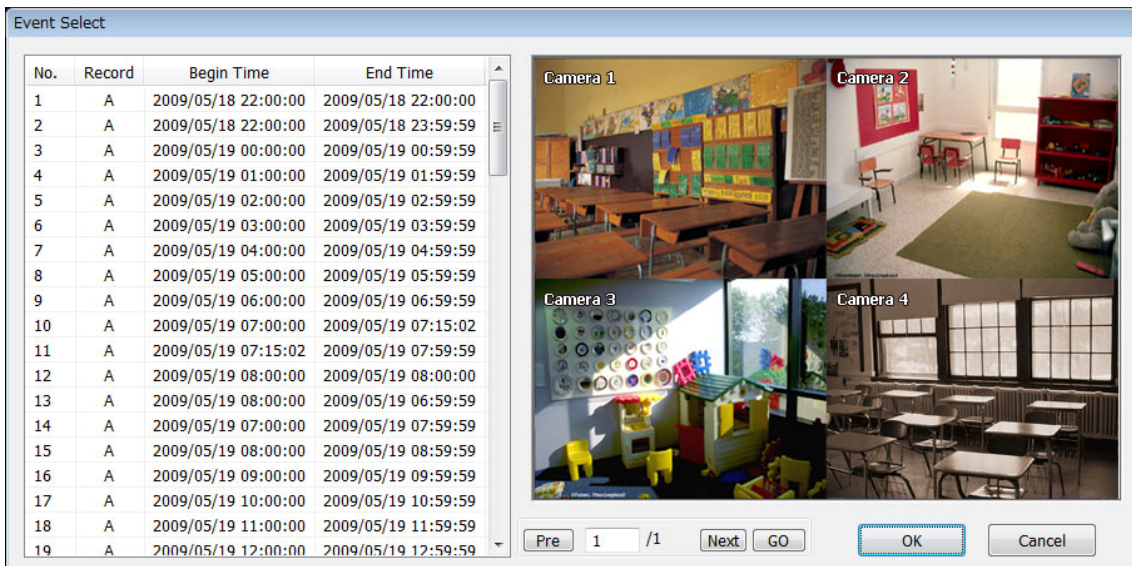 Event Select
No. Record Begin Time End Time
1 A 2009/05/18 22:00:00 2009/05/18 22:00:00
2 A 2009/05/18 22:00:00 2009/05/18 23:59:59
3 A 2009/05/19 00:00:00 2009/05/19 00:59:59
4 A 2009/05/19 01:00:00 2009/05/19 01:59:59
5 A 2009/05/19 02:00:00 2009/05/19 02:59:59
6 A 2009/05/19 03:00:00 2009/05/19 03:59:59
7 A 2009/05/19 04:00:00 2009/05/19 04:59:59
8 A 2009/05/19 05:00:00 2009/05/19 05:59:59
9 A 2009/05/19 06:00:00 2009/05/19 06:59:59
10 A 2009/05/19 07:00:00 2009/05/19 07:15:02
11 A 2009/05/19 07:15:02 2009/05/19 07:59:59
12 A 2009/05/19 08:00:00 2009/05/19 08:00:00
13 A 2009/05/19 08:00:00 2009/05/19 06:59:59
14 A 2009/05/19 07:00:00 2009/05/19 07:59:59
15 A 2009/05/19 08:00:00 2009/05/19 08:59:59
16 A 2009/05/19 09:00:00 2009/05/19 09:59:59
17 A 2009/05/19 10:00:00 2009/05/19 10:59:59
18 A 2009/05/19 11:00:00 2009/05/19 11:59:59
19 A 2009/05/19 12:00:00 2009/05/19 12:59:59
Camera 1
Camera 2
Camera 3
Camera 4
Pre 1 /1 Next GO
OK
Cancel